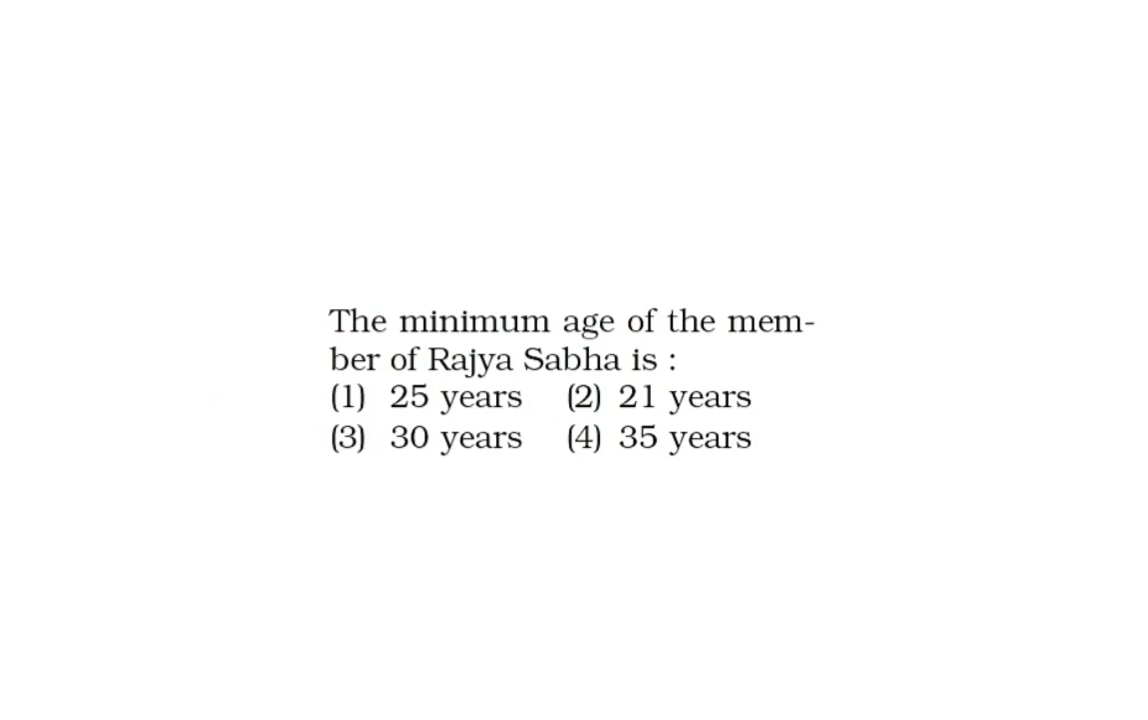 The minimum age of the mem-
ber of Rajya Sabha is :
(1) 25 years (2) 21 years
(3) 30 years (4) 35 years